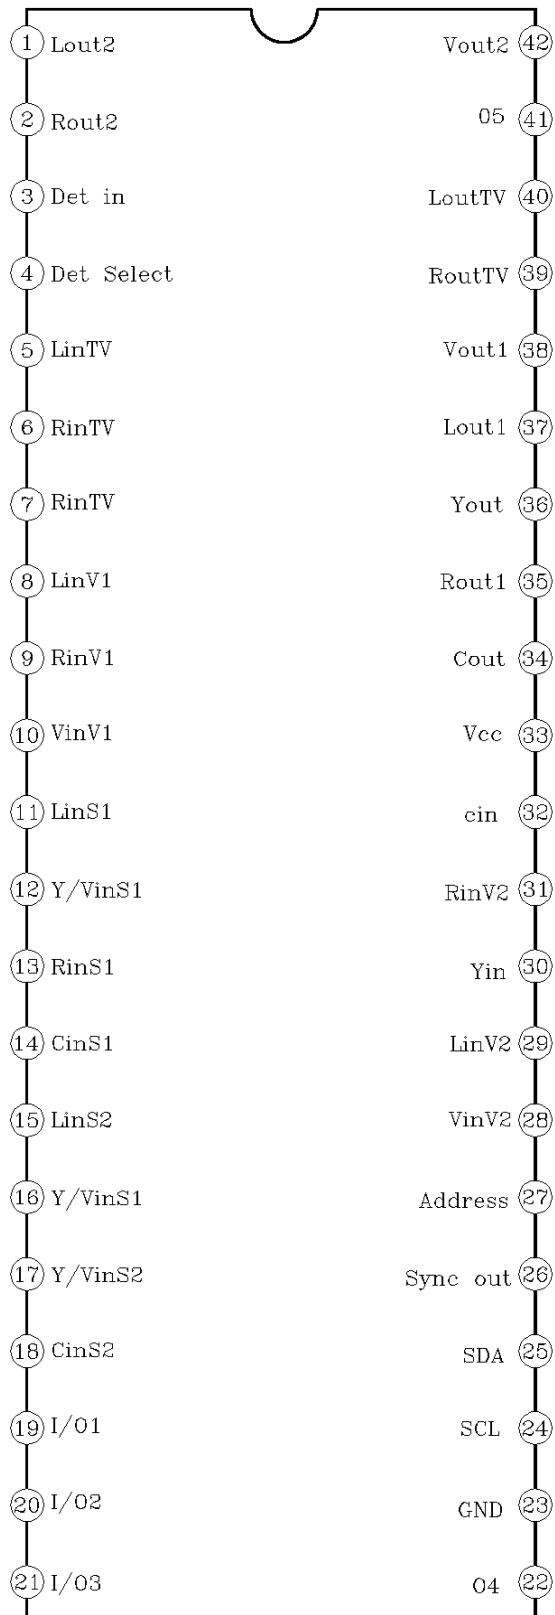 1 Lout2 Vout2 42
2 Rout2 05 41
3 Det in LoutTV 40
4 Det Select RoutTV 39
5 LinTV Vout1 38
6 RinTV Lout1 37
7 RinTV Yout 36
8 LinV1 Rout1 35
9 RinV1 Cout 34
10 VinV1 Vcc 33
11 LinS1 cin 32
12 Y/VinS1 RinV2 31
13 RinS1 Yin 30
14 CinS1 LinV2 29
15 LinS2 VinV2 28
16 Y/VinS1 Address 27
17 Y/VinS2 Sync out 26
18 CinS2 SDA 25
19 I/O1 SCL 24
20 I/O2 GND 23
21 I/O3 O4 22